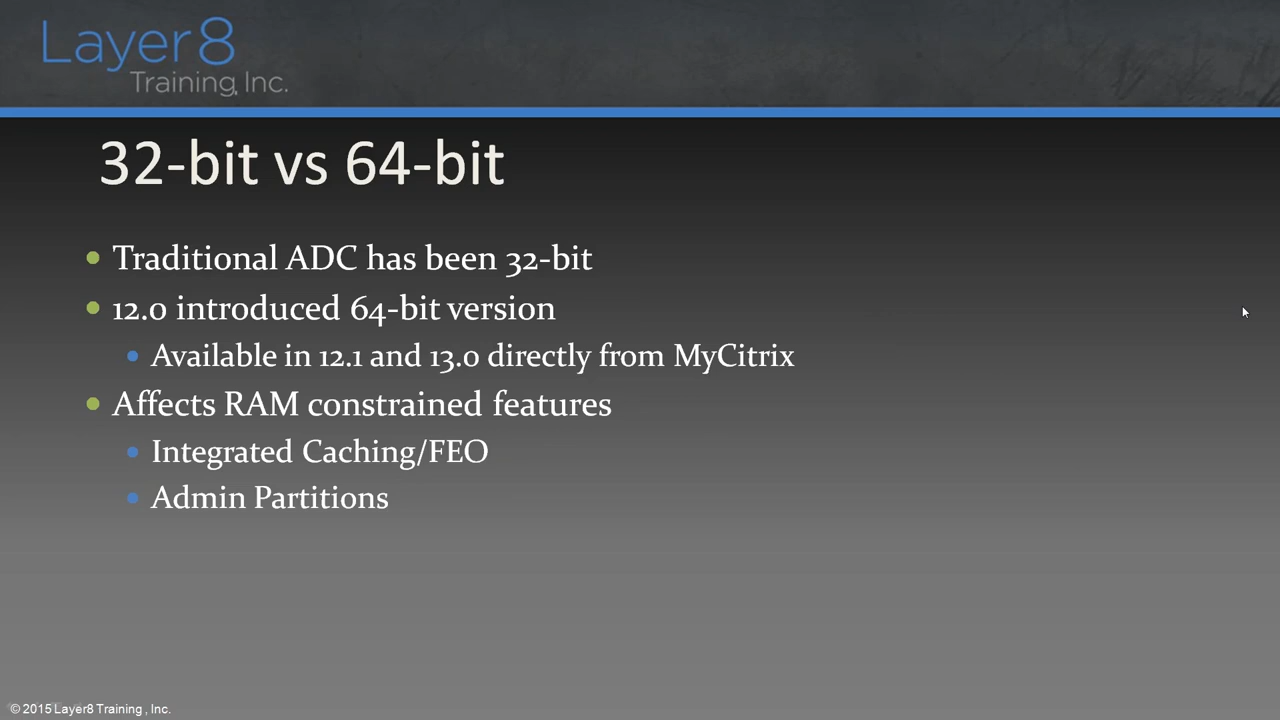 Layer8
Training, Inc.
32-bit vs 64-bit
Traditional ADC has been 32-bit
12.0 introduced 64-bit version
Available in 12.1 and 13.0 directly from MyCitrix
Affects RAM constrained features
Integrated Caching/FEO
Admin Partitions
© 2015 Layer8 Training , Inc.